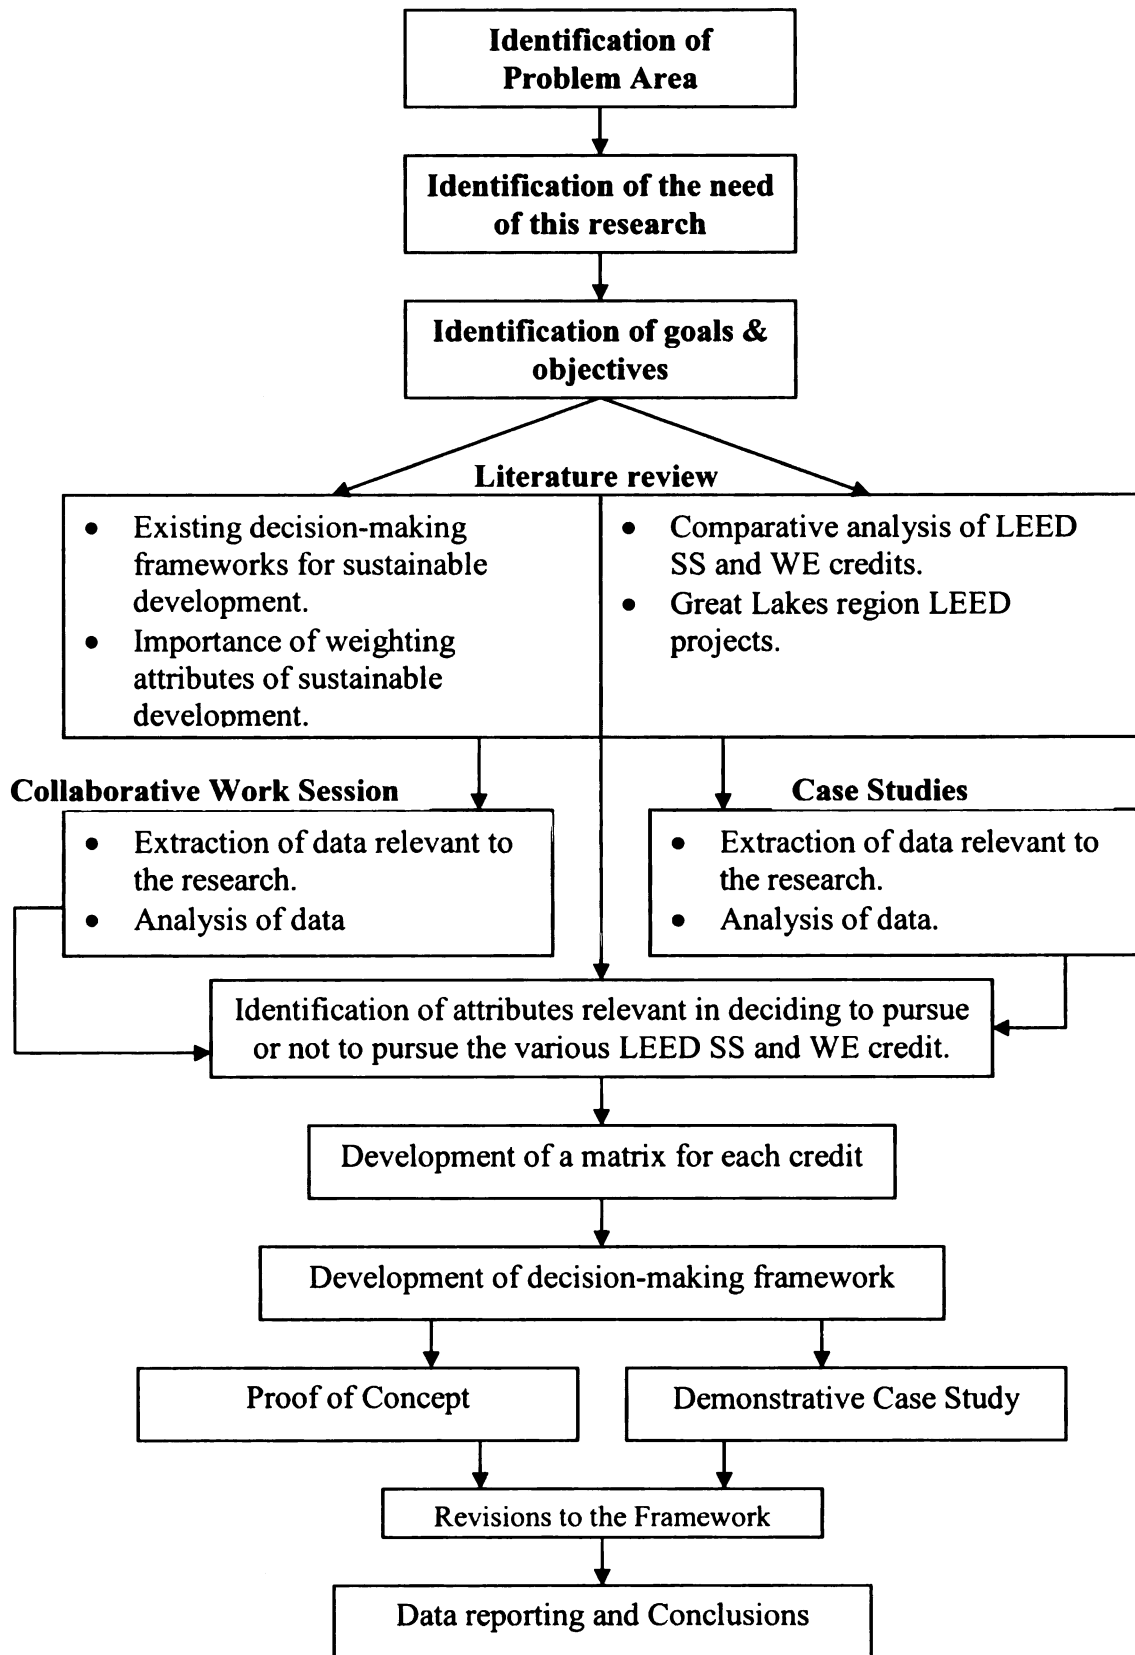 Identification of
Problem Area
Identification of the need
of this research
Identification of goals &
objectives
Literature review
• Existing decision-making
frameworks for sustainable
development.
• Importance of weighting
attributes of sustainable
development.
• Comparative analysis of LEED
SS and WE credits.
• Great Lakes region LEED
projects.
Collaborative Work Session
• Extraction of data relevant to
the research.
• Analysis of data
Case Studies
• Extraction of data relevant to
the research.
• Analysis of data.
Identification of attributes relevant in deciding to pursue
or not to pursue the various LEED SS and WE credit.
Development of a matrix for each credit
Development of decision-making framework
Proof of Concept
Demonstrative Case Study
Revisions to the Framework
Data reporting and Conclusions